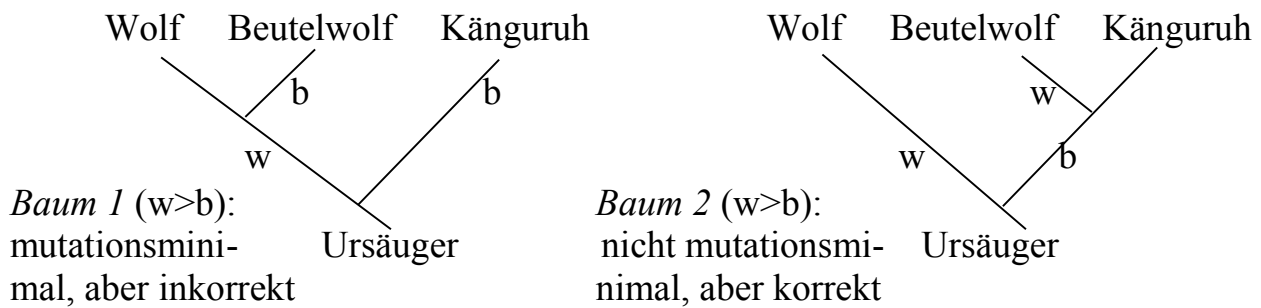 Wolf Beutelwolf Känguruh Wolf Beutelwolf Känguruh
b b w
w w b
Baum 1 (w>b): Baum 2 (w>b):
mutationsmini- Ursäuger nicht mutationsmi- Ursäuger
mal, aber inkorrekt nimal, aber korrekt